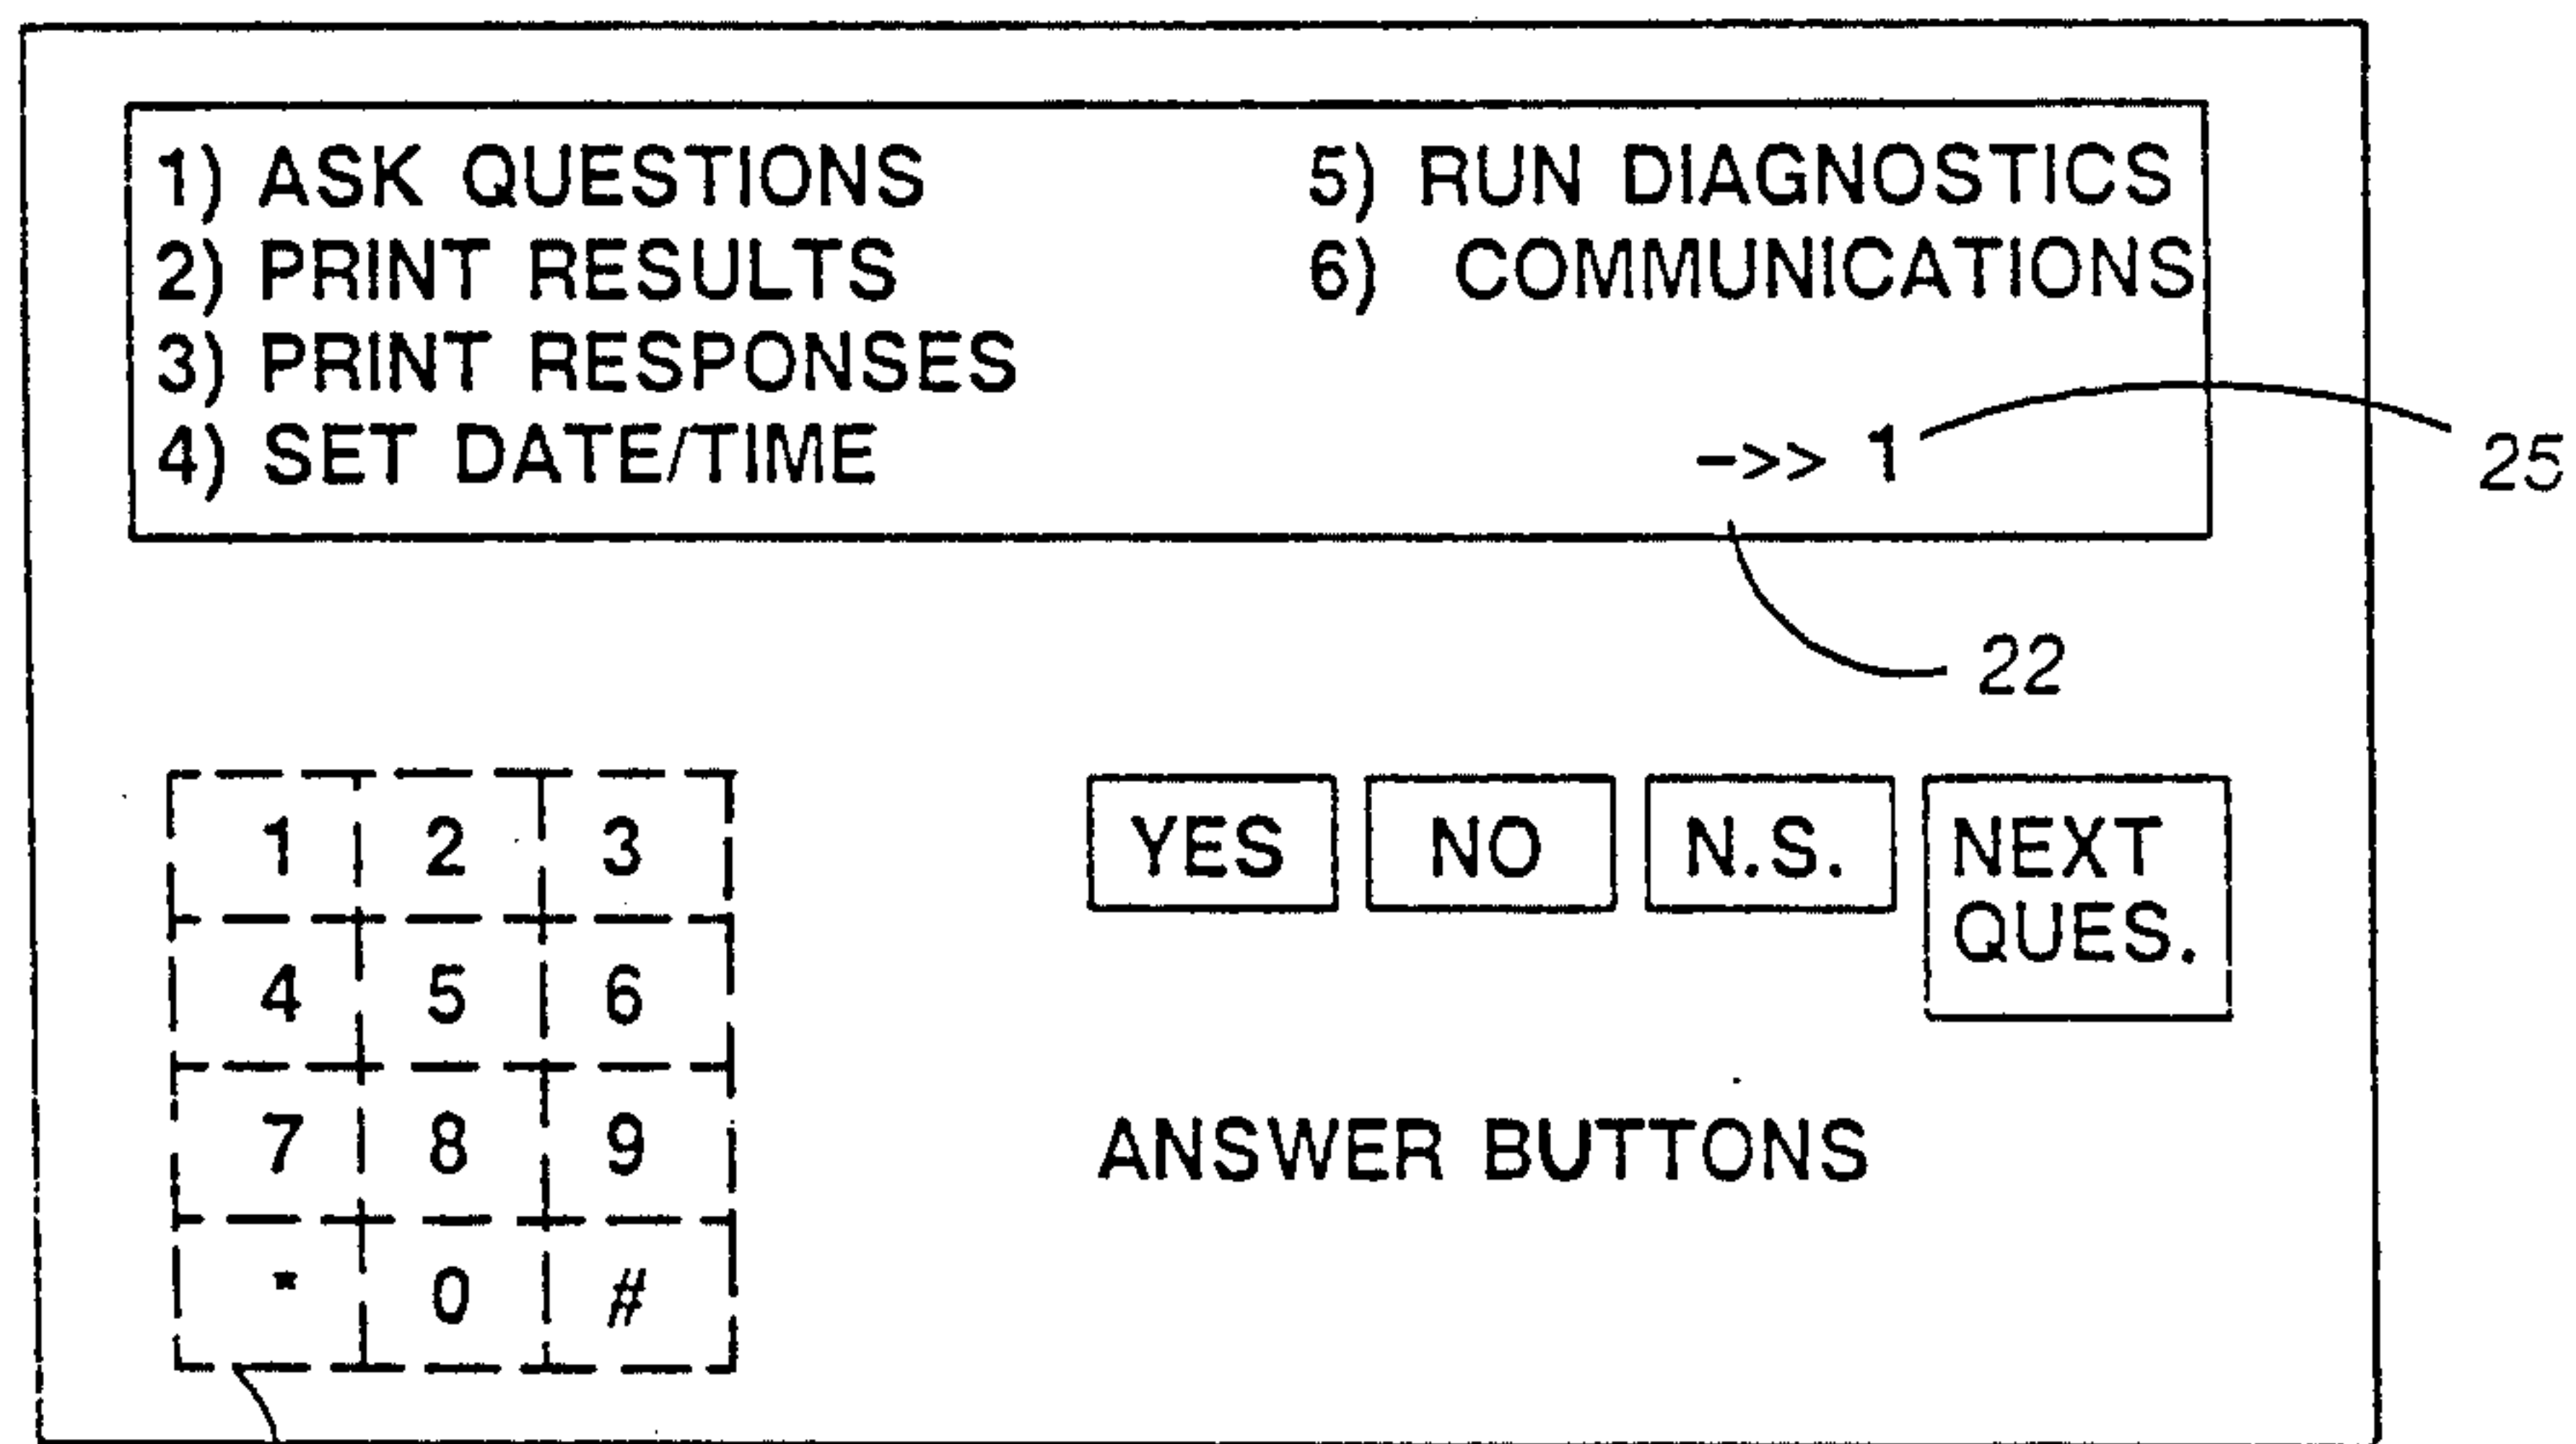 1) ASK QUESTIONS
2) PRINT RESULTS
3) PRINT RESPONSES
4) SET DATE/TIME
5) RUN DIAGNOSTICS
6) COMMUNICATIONS
–>> 1
25
22
1 2 3
4 5 6
7 8 9
* 0 #
YES NO N.S. NEXT QUES.
ANSWER BUTTONS